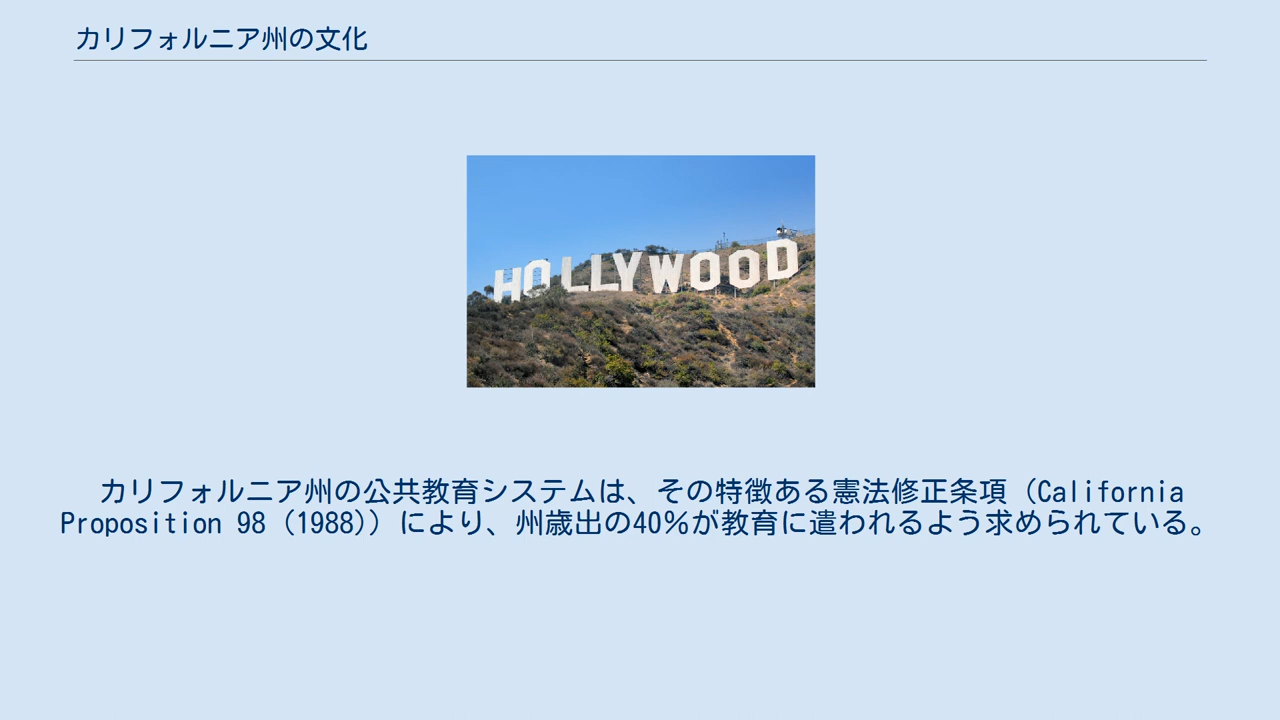 カリフォルニア州の文化
HOLLYWOOD
カリフォルニア州の公共教育システムは、その特徴ある憲法修正条項（California
Proposition 98 (1988)）により、州歳出の40％が教育に遣われるよう求められている。